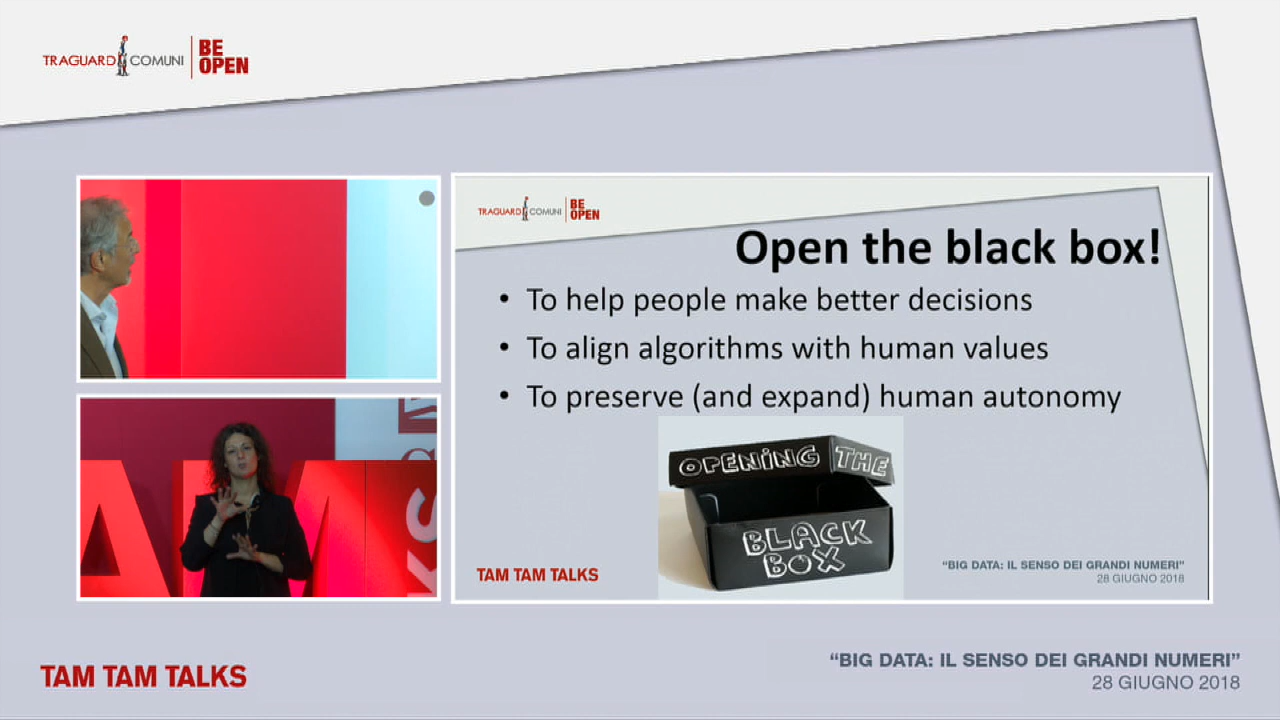 TRAGUARDI COMUNI
BE
OPEN
TRAGUARDI COMUNI
BE
OPEN
Open the black box!
• To help people make better decisions
• To align algorithms with human values
• To preserve (and expand) human autonomy
OPENING THE
BLACK
BOX
TAM TAM TALKS
“BIG DATA: IL SENSO DEI GRANDI NUMERI”
28 GIUGNO 2018
AM
KS
TAM TAM TALKS
“BIG DATA: IL SENSO DEI GRANDI NUMERI”
28 GIUGNO 2018